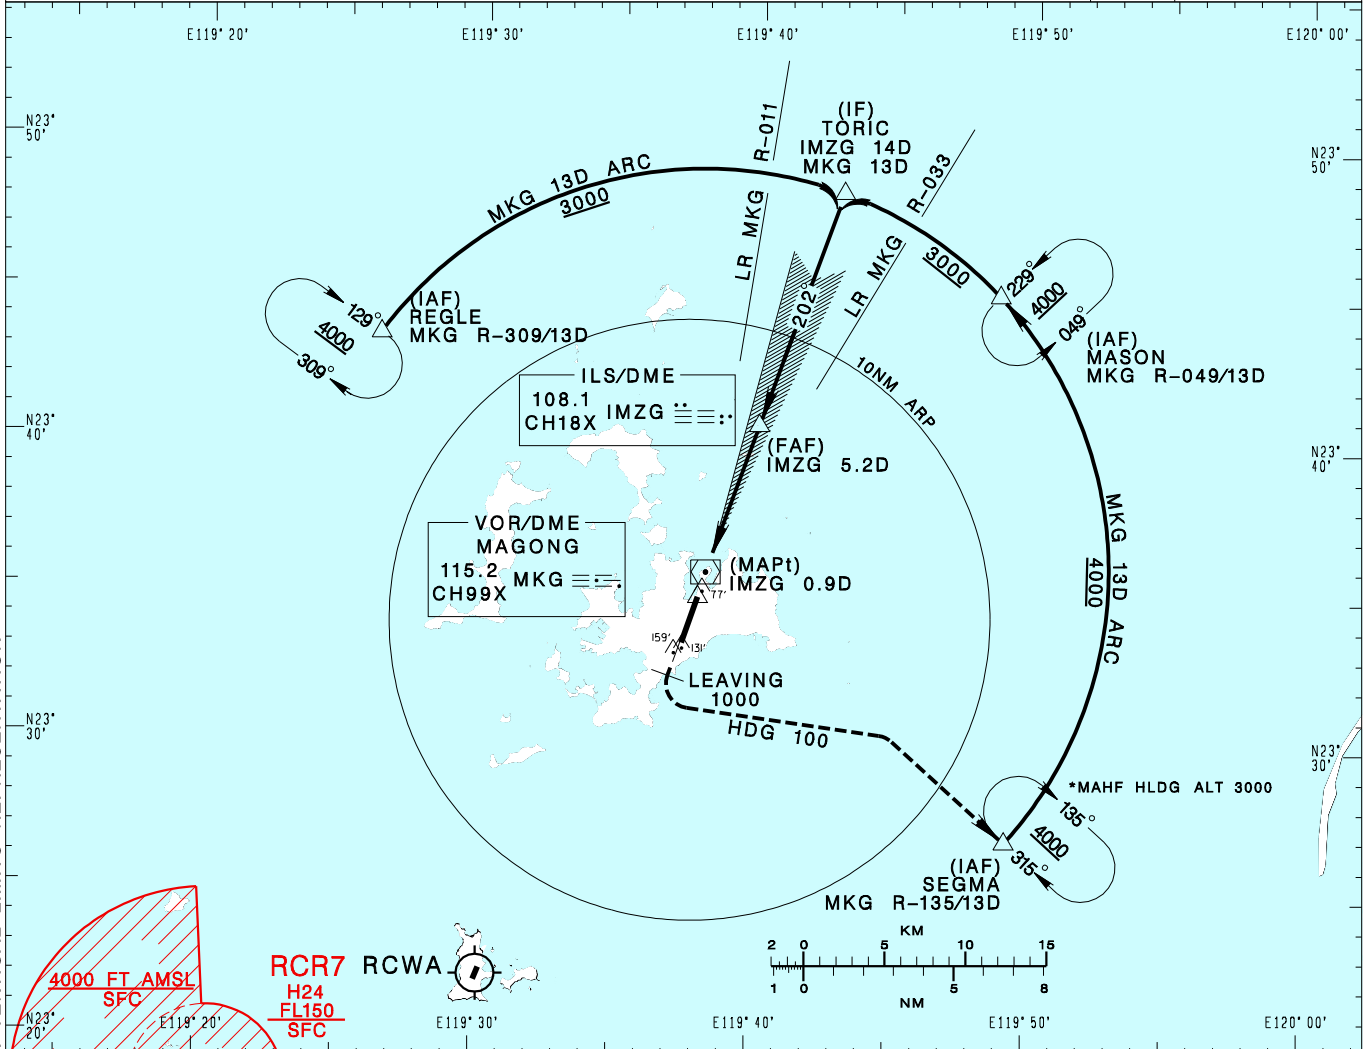 E119° 20'
E119° 30'
E119° 40'
E119° 50'
E120° 00'
N23°
50'
N23°
50'
R-011
(IF)
TORIC
IMZG 14D
MKG 13D
R-033
MKG 13D ARC
3000
LR MKG
LR MKG
3000
202°
229°
4000
049°
(IAF)
MASON
MKG R-049/13D
129°
4000
309°
(IAF)
REGLE
MKG R-309/13D
10NM ARP
ILS/DME
108.1
CH18X
IMZG
N23°
40'
N23°
40'
(FAF)
IMZG 5.2D
VOR/DME
MAGONG
115.2
CH99X
MKG
(MAPt)
IMZG 0.9D
77'
159'
131'
MKG 13D ARC
4000
LEAVING
1000
HDG 100
N23°
30'
N23°
30'
*MAHF HLDG ALT 3000
135°
4000
315°
(IAF)
SEGMA
MKG R-135/13D
KM
2 0 5 10 15
1 0 5 8
NM
4000 FT AMSL
SFC
RCR7
H24
FL150
SFC
RCWA
N23°
20'
E119° 20'
E119° 30'
E119° 40'
E119° 50'
E120° 00'